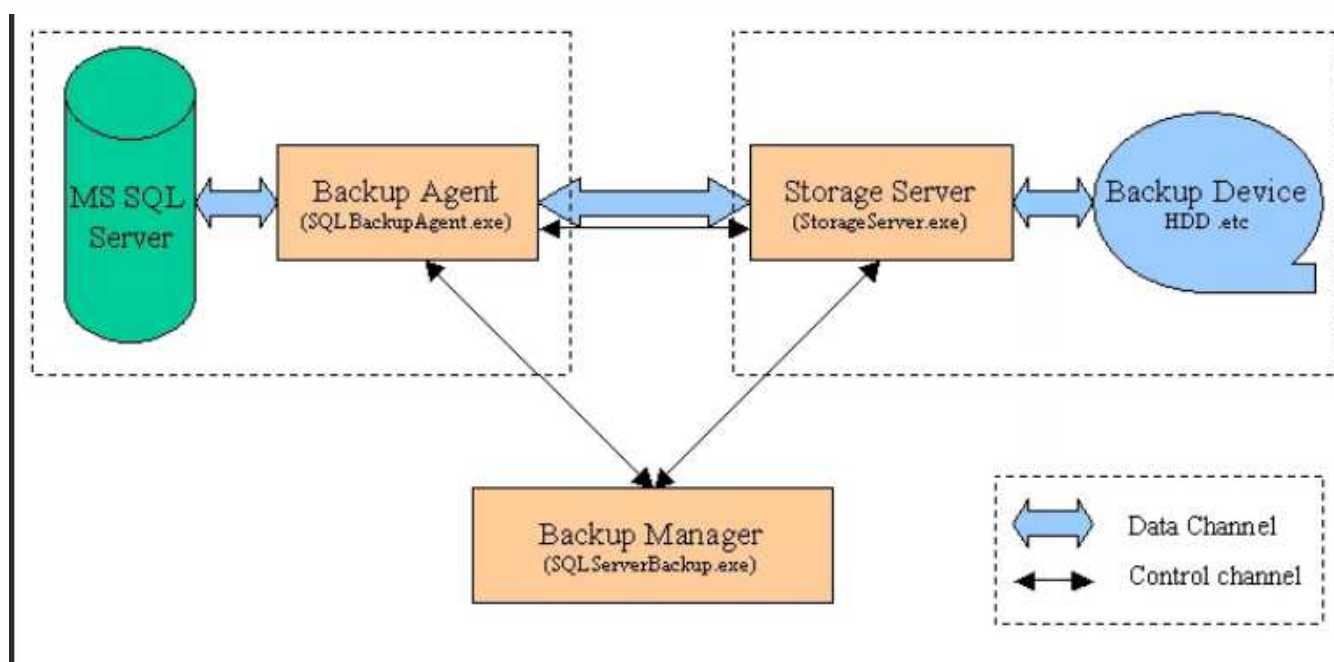 MS SQL
Server
Backup Agent
(SQLBackupAgent.exe)
Storage Server
(StorageServer.exe)
Backup Device
HDD .etc
Backup Manager
(SQLServerBackup.exe)
Data Channel
Control channel